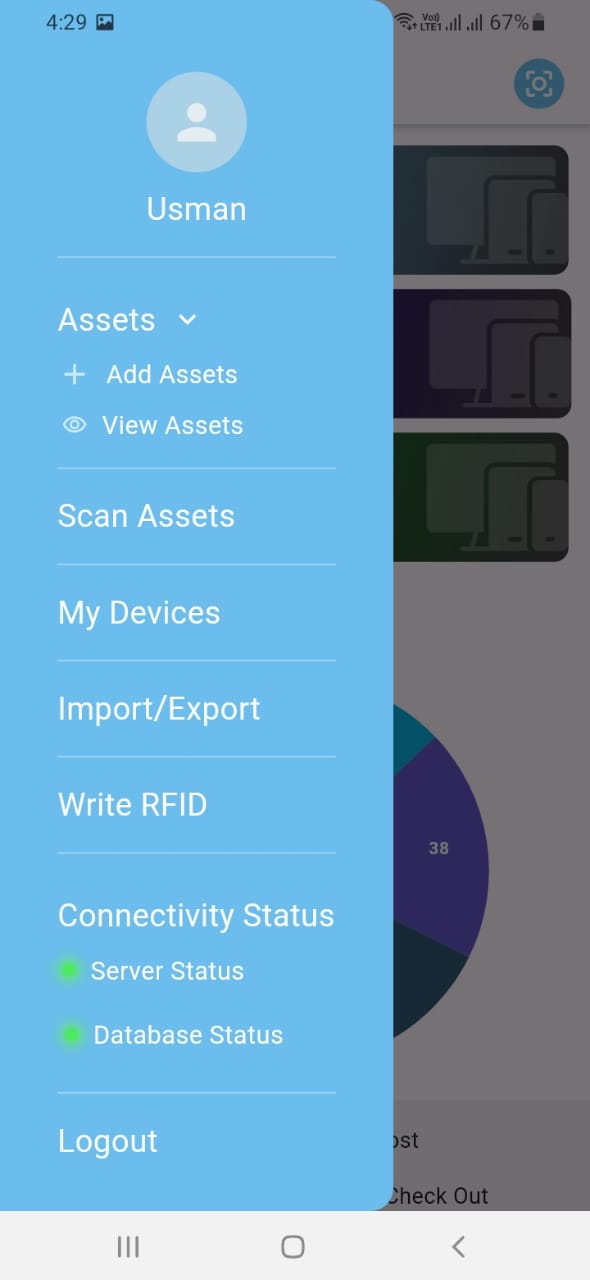 4:29
Vo))
LTE1
67%
Usman
Assets
Add Assets
View Assets
Scan Assets
My Devices
Import/Export
Write RFID
38
Connectivity Status
Server Status
Database Status
Logout
ost
Check Out